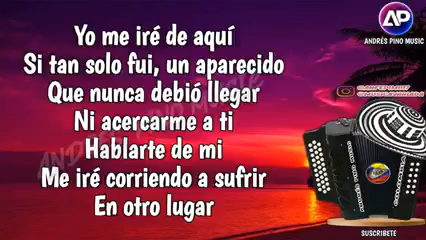 AP
ANDRÉS PINO MUSIC
Yo me iré de aquí
Si tan solo fui, un aparecido
Que nunca debió llegar
Ni acercarme a ti
Hablarte de mi
Me iré corriendo a sufrir
En otro lugar
SUSCRIBETE